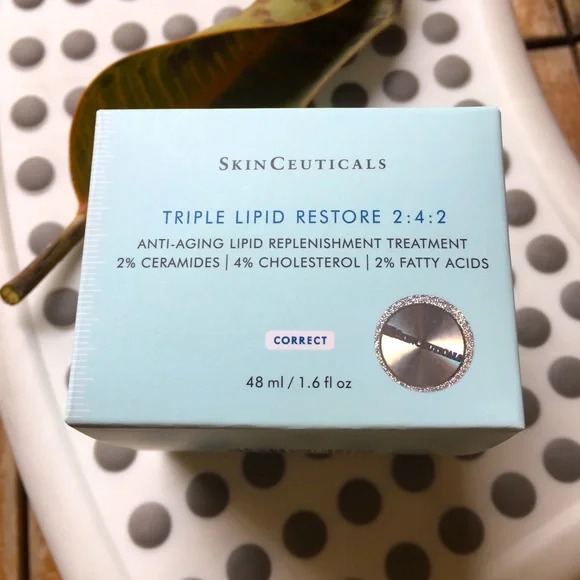 SKINCEUTICALS
TRIPLE LIPID RESTORE 2:4:2
ANTI-AGING LIPID REPLENISHMENT TREATMENT
2% CERAMIDES | 4% CHOLESTEROL | 2% FATTY ACIDS
CORRECT
SKINCEUTICALS
48 ml / 1.6 fl oz